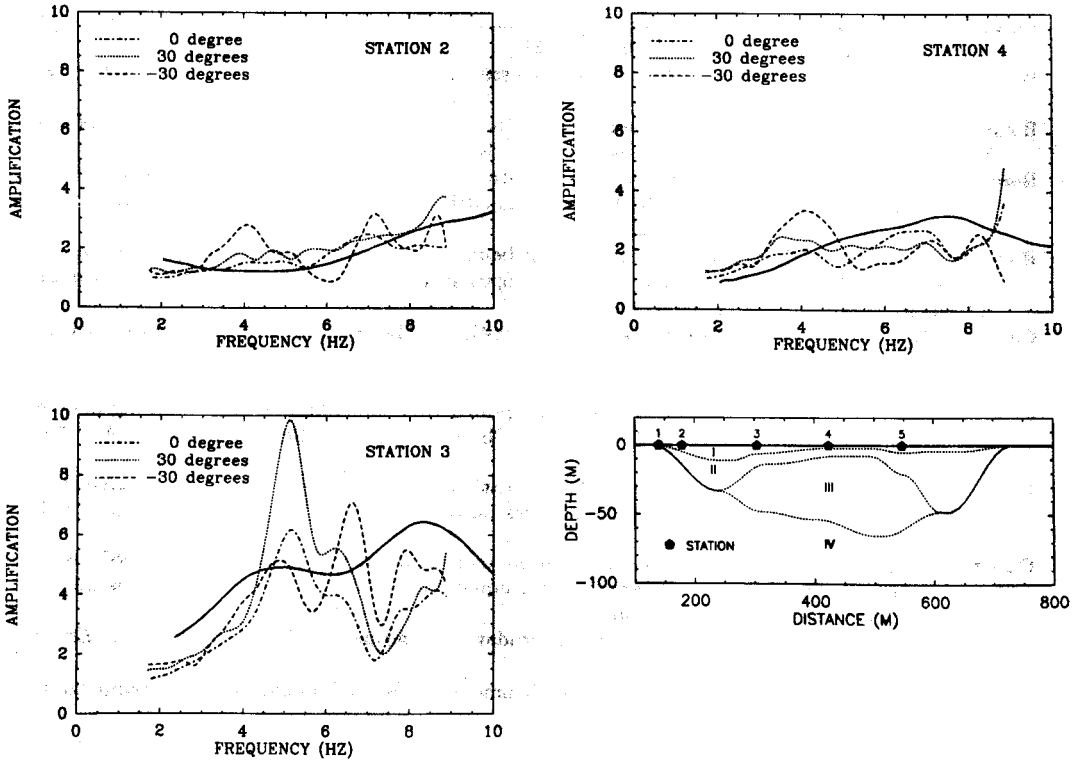 STATION 2
0 degree
30 degrees
-30 degrees
AMPLIFICATION
10
8
6
4
2
0
0 2 4 6 8 10
FREQUENCY (HZ)
STATION 4
0 degree
30 degrees
-30 degrees
AMPLIFICATION
10
8
6
4
2
0
0 2 4 6 8 10
FREQUENCY (HZ)
STATION 3
0 degree
30 degrees
-30 degrees
AMPLIFICATION
10
8
6
4
2
0
0 2 4 6 8 10
FREQUENCY (HZ)
1 2 3 4 5
I
II
III
IV
STATION
DEPTH (M)
0
-50
-100
200 400 600 800
DISTANCE (M)